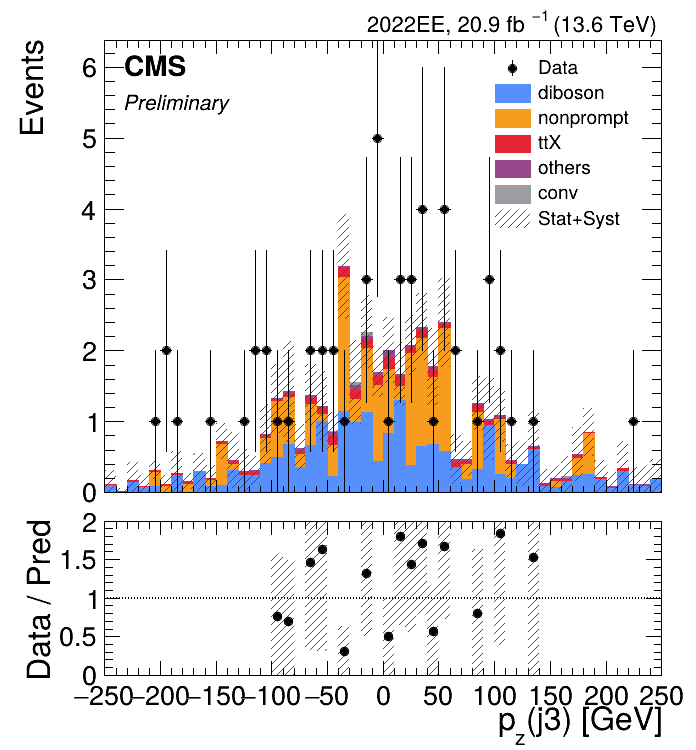 2022EE, 20.9 fb⁻¹ (13.6 TeV)
CMS
Preliminary
Events
6
5
4
3
2
1
0
Data
diboson
nonprompt
ttX
others
conv
Stat+Syst
Data / Pred
2
1.5
1
0.5
0
−250 −200 −150 −100 −50 0 50 100 150 200 250
p_z(j3) [GeV]